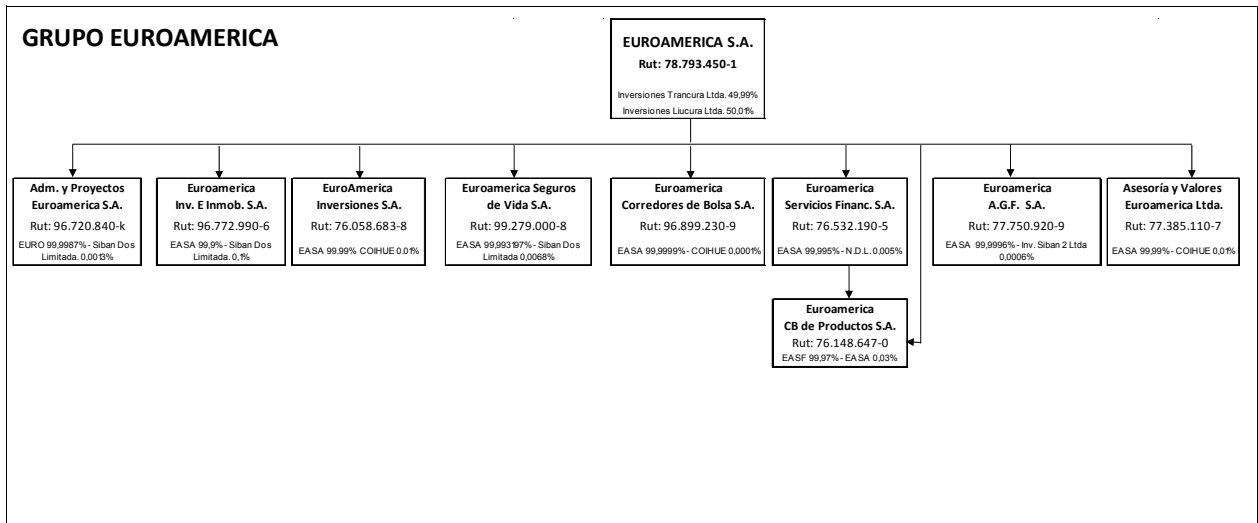 GRUPO EUROAMERICA
EUROAMERICA S.A.
Rut: 78.793.450-1
Inversiones Trancura Ltda. 49,99%
Inversiones Liucura Ltda. 50,01%
Adm. y Proyectos
Euroamerica S.A.
Rut: 96.720.840-k
EURO 99,9987% - Siban Dos
Limitada. 0,0013%
Euroamerica
Inv. E Inmob. S.A.
Rut: 96.772.990-6
EASA 99,9% - Siban Dos
Limitada. 0,1%
EuroAmerica
Inversiones S.A.
Rut: 76.058.683-8
EASA 99.99% COIHUE 0.01%
Euroamerica Seguros
de Vida S.A.
Rut: 99.279.000-8
EASA 99,993197% - Siban Dos
Limitada 0,0068%
Euroamerica
Corredores de Bolsa S.A.
Rut: 96.899.230-9
EASA 99,9999% - COIHUE 0,0001%
Euroamerica
Servicios Financ. S.A.
Rut: 76.532.190-5
EASA 99,995% - N.D.L. 0,005%
Euroamerica
A.G.F. S.A.
Rut: 77.750.920-9
EASA 99,9996% - Inv. Siban 2 Ltda
0,0006%
Asesoría y Valores
Euroamerica Ltda.
Rut: 77.385.110-7
EASA 99,99% - COIHUE 0,01%
Euroamerica
CB de Productos S.A.
Rut: 76.148.647-0
EASF 99,97% - EASA 0,03%